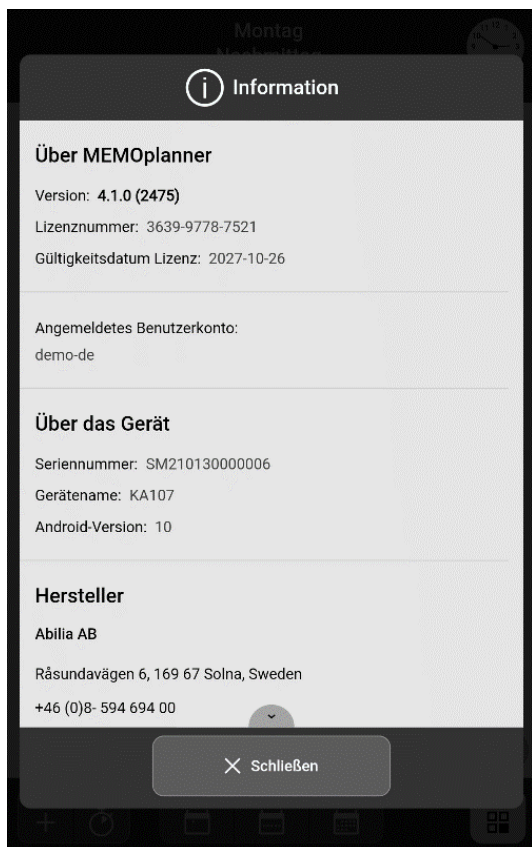 Montag
Nachmittag
Information
Über MEMOplanner
Version: 4.1.0 (2475)
Lizenznummer: 3639-9778-7521
Gültigkeitsdatum Lizenz: 2027-10-26
Angemeldetes Benutzerkonto:
demo-de
Über das Gerät
Seriennummer: SM210130000006
Gerätename: KA107
Android-Version: 10
Hersteller
Abilia AB
Råsundavägen 6, 169 67 Solna, Sweden
+46 (0)8- 594 694 00
Schließen